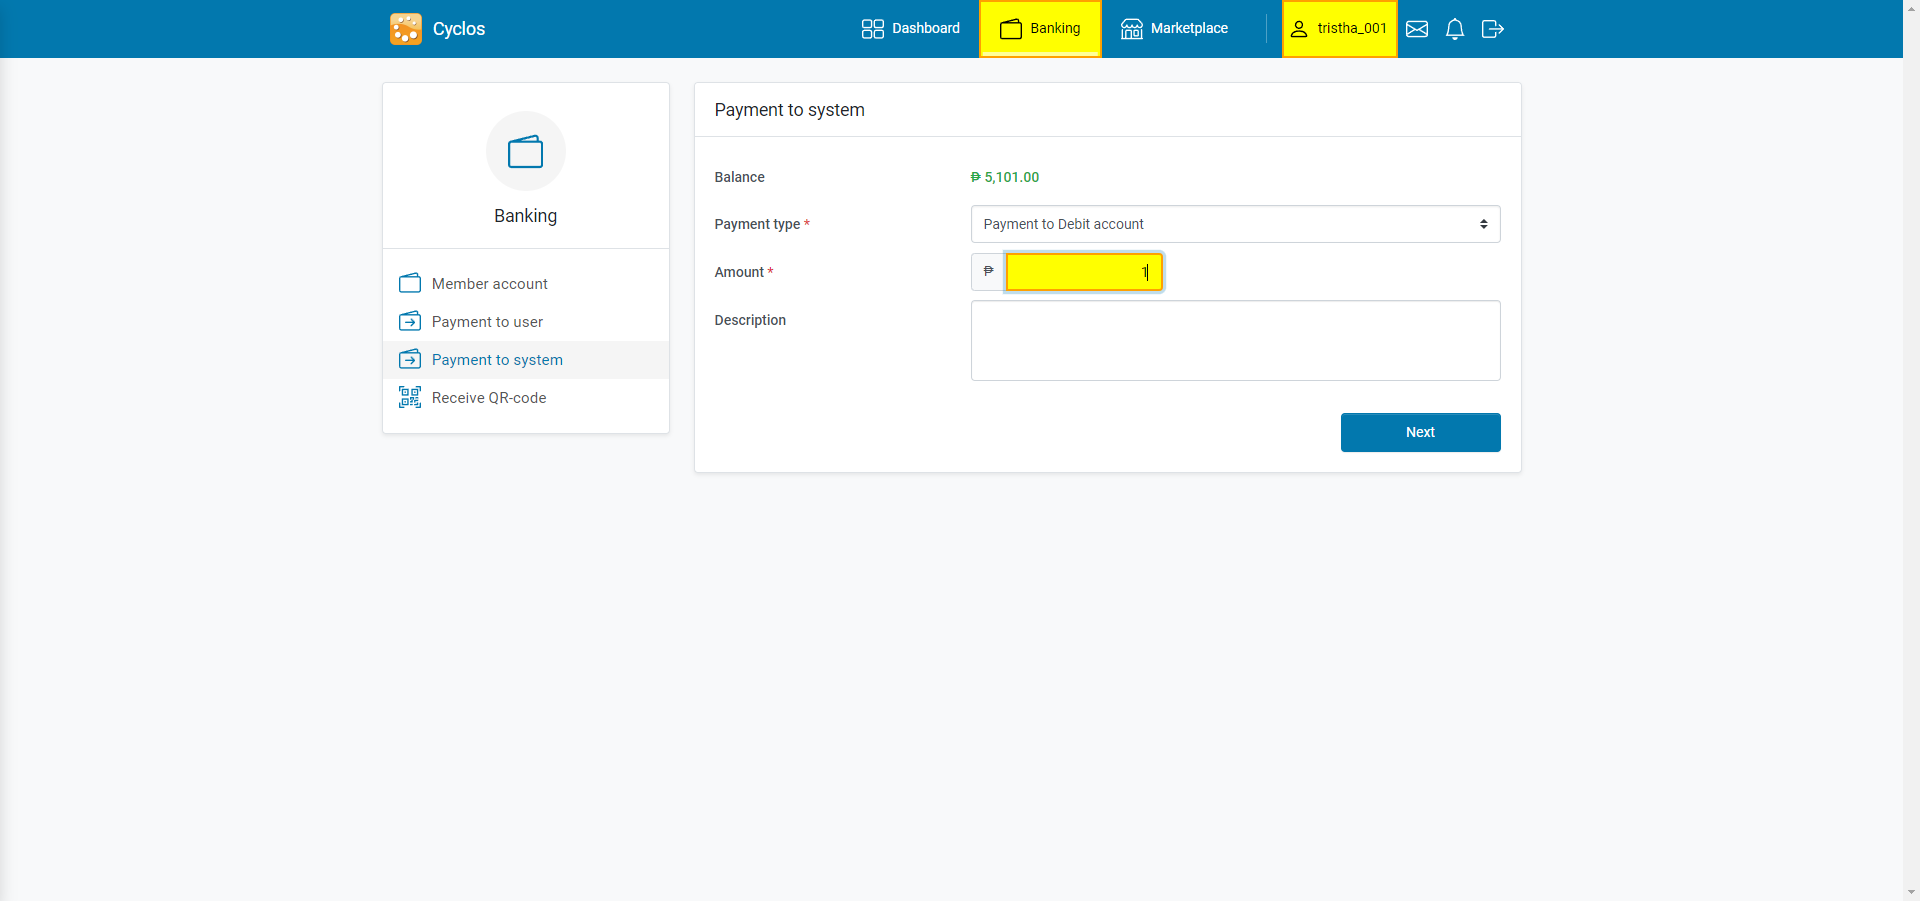 Cyclos
Dashboard
Banking
Marketplace
tristha_001
Banking
Member account
Payment to user
Payment to system
Receive QR-code
Payment to system
Balance
₱ 5,101.00
Payment type *
Payment to Debit account
Amount *
₱
1
Description
Next